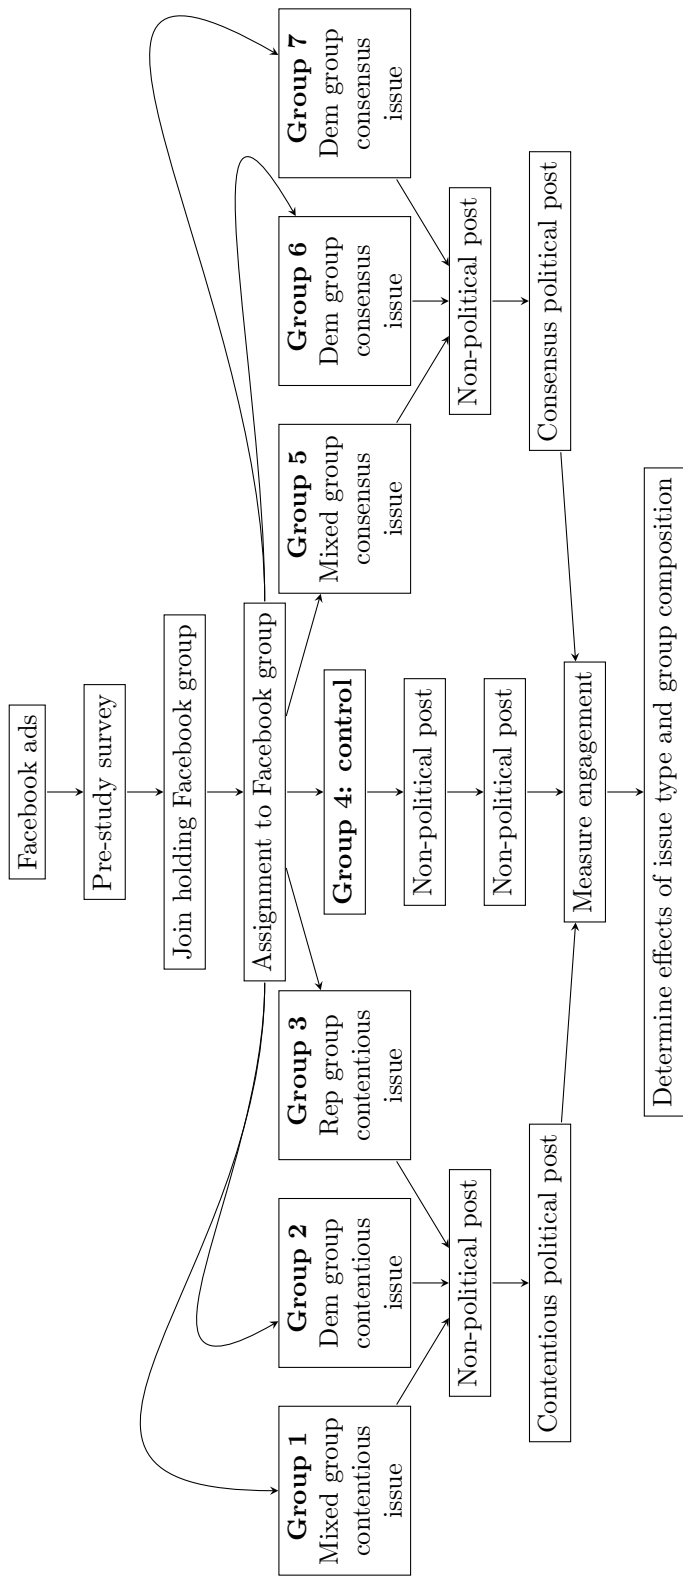 Facebook ads
Pre-study survey
Join holding Facebook group
Assignment to Facebook group
Group 1
Mixed group
contentious
issue
Group 2
Dem group
contentious
issue
Group 3
Rep group
contentious
issue
Group 4: control
Group 5
Mixed group
consensus
issue
Group 6
Dem group
consensus
issue
Group 7
Dem group
consensus
issue
Non-political post
Non-political post
Non-political post
Contentious political post
Non-political post
Consensus political post
Measure engagement
Determine effects of issue type and group composition